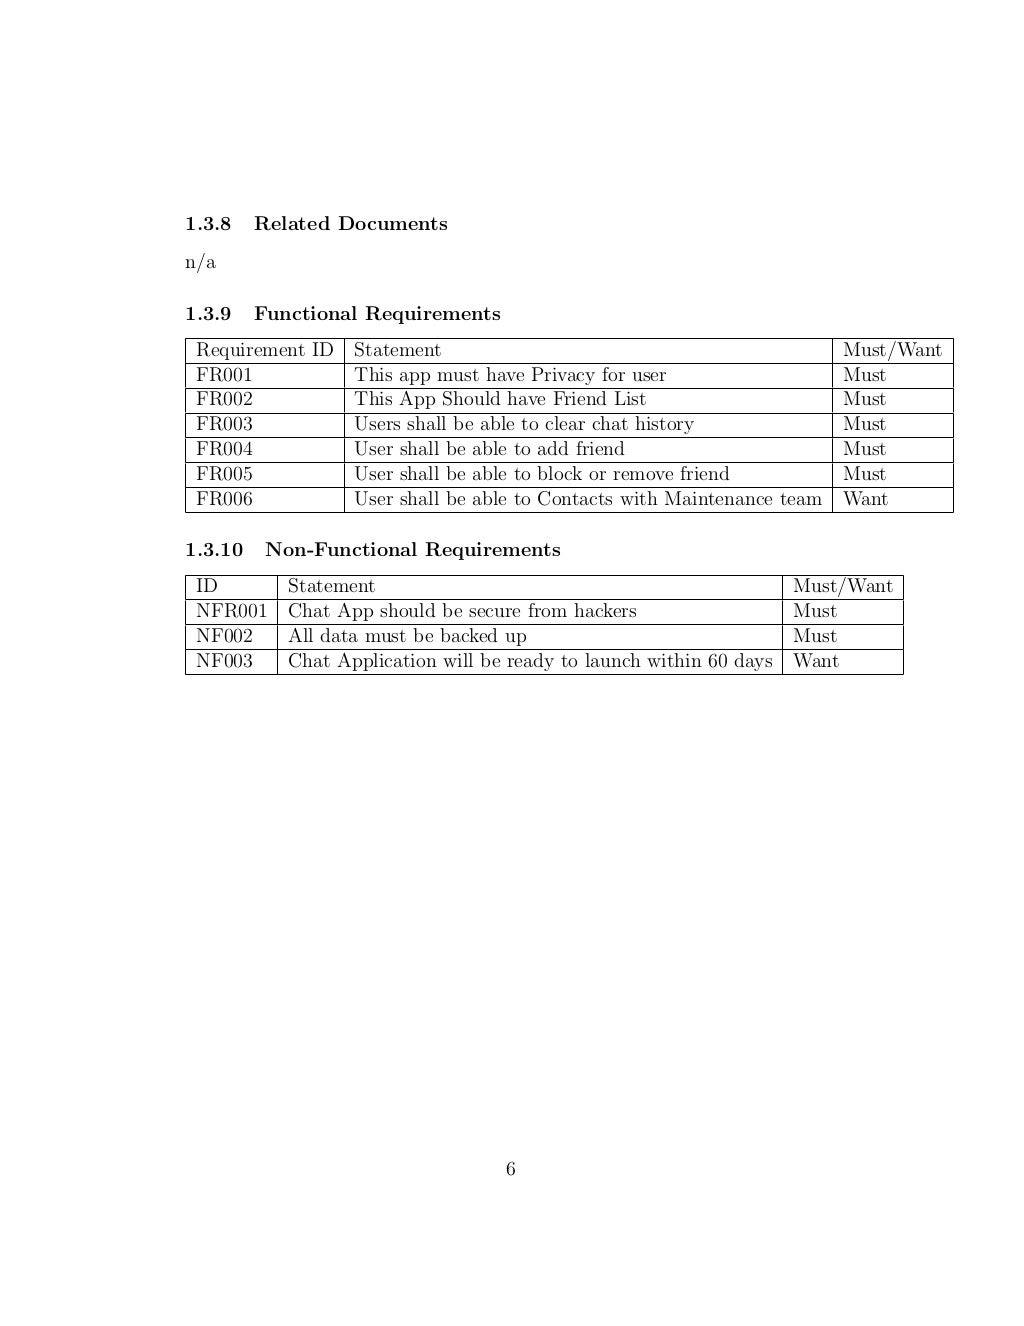 1.3.8 Related Documents
n/a
1.3.9 Functional Requirements
Requirement ID Statement Must/Want
FR001 This app must have Privacy for user Must
FR002 This App Should have Friend List Must
FR003 Users shall be able to clear chat history Must
FR004 User shall be able to add friend Must
FR005 User shall be able to block or remove friend Must
FR006 User shall be able to Contacts with Maintenance team Want
1.3.10 Non-Functional Requirements
ID Statement Must/Want
NFR001 Chat App should be secure from hackers Must
NF002 All data must be backed up Must
NF003 Chat Application will be ready to launch within 60 days Want
6